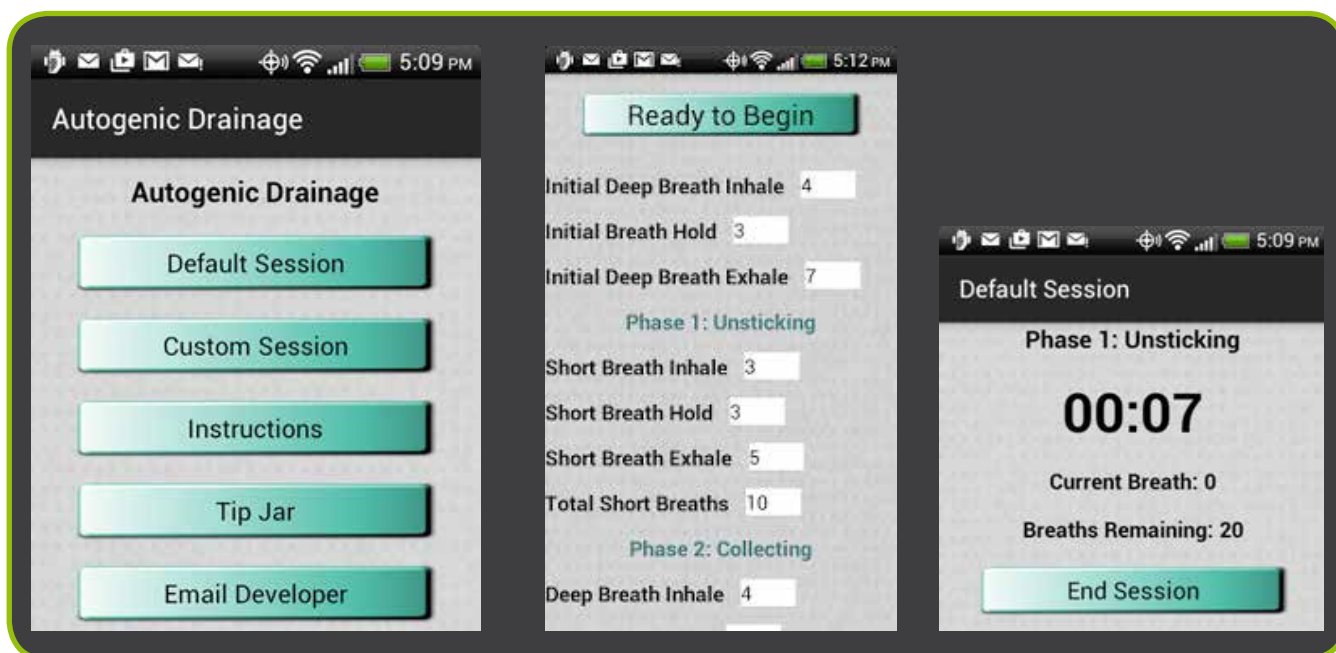 5:09 PM
Autogenic Drainage
Autogenic Drainage
Default Session
Custom Session
Instructions
Tip Jar
Email Developer
5:12 PM
Ready to Begin
Initial Deep Breath Inhale 4
Initial Breath Hold 3
Initial Deep Breath Exhale 7
Phase 1: Unsticking
Short Breath Inhale 3
Short Breath Hold 3
Short Breath Exhale 5
Total Short Breaths 10
Phase 2: Collecting
Deep Breath Inhale 4
5:09 PM
Default Session
Phase 1: Unsticking
00:07
Current Breath: 0
Breaths Remaining: 20
End Session